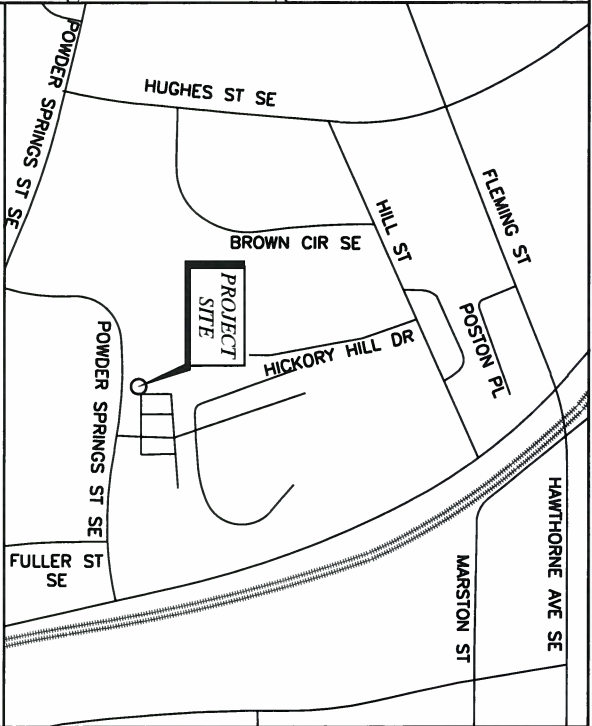 POWDER SPRINGS ST SE
HUGHES ST SE
FLEMING ST
HILL ST
BROWN CIR SE
PROJECT
SITE
POSTON PL
HICKORY HILL DR
POWDER SPRINGS ST SE
HAWTHORNE AVE SE
FULLER ST
SE
MARSTON ST